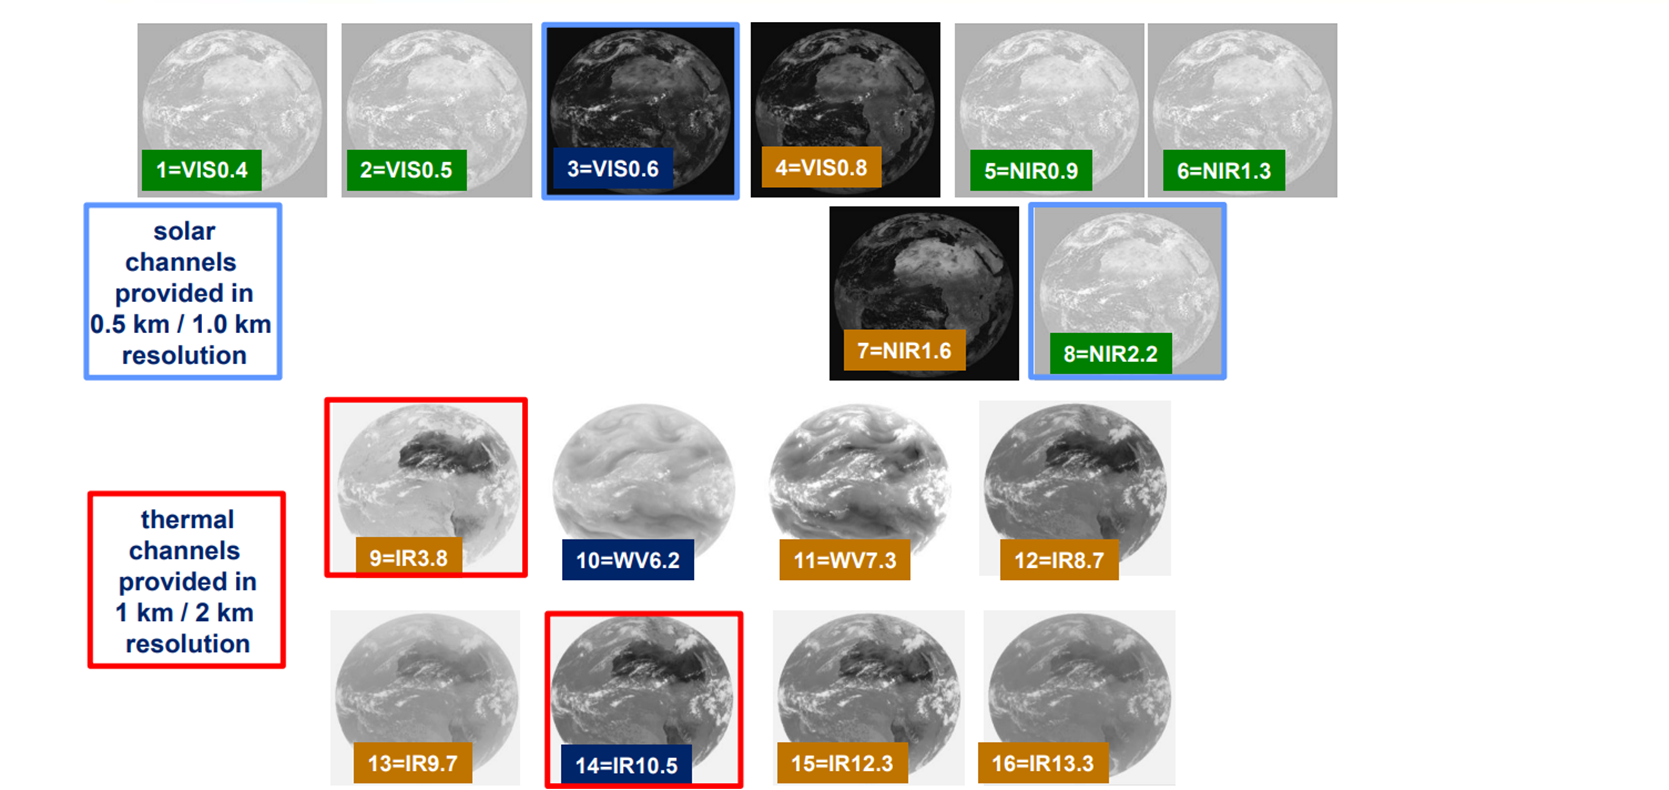 1=VIS0.4
2=VIS0.5
3=VIS0.6
4=VIS0.8
5=NIR0.9
6=NIR1.3
solar
channels
provided in
0.5 km / 1.0 km
resolution
7=NIR1.6
8=NIR2.2
9=IR3.8
10=WV6.2
11=WV7.3
12=IR8.7
thermal
channels
provided in
1 km / 2 km
resolution
13=IR9.7
14=IR10.5
15=IR12.3
16=IR13.3